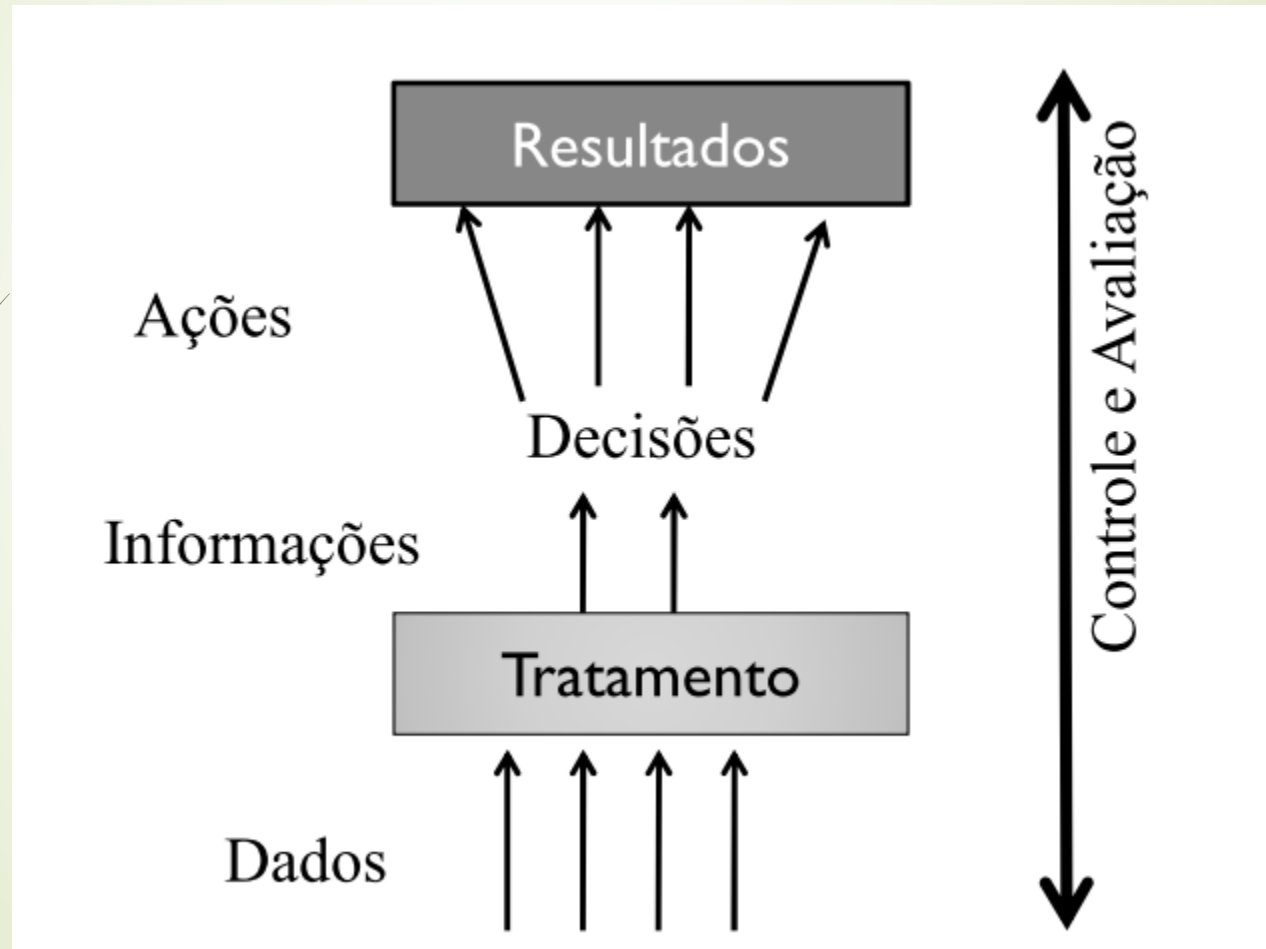 Resultados
Ações
Decisões
Informações
Tratamento
Dados
Controle e Avaliação